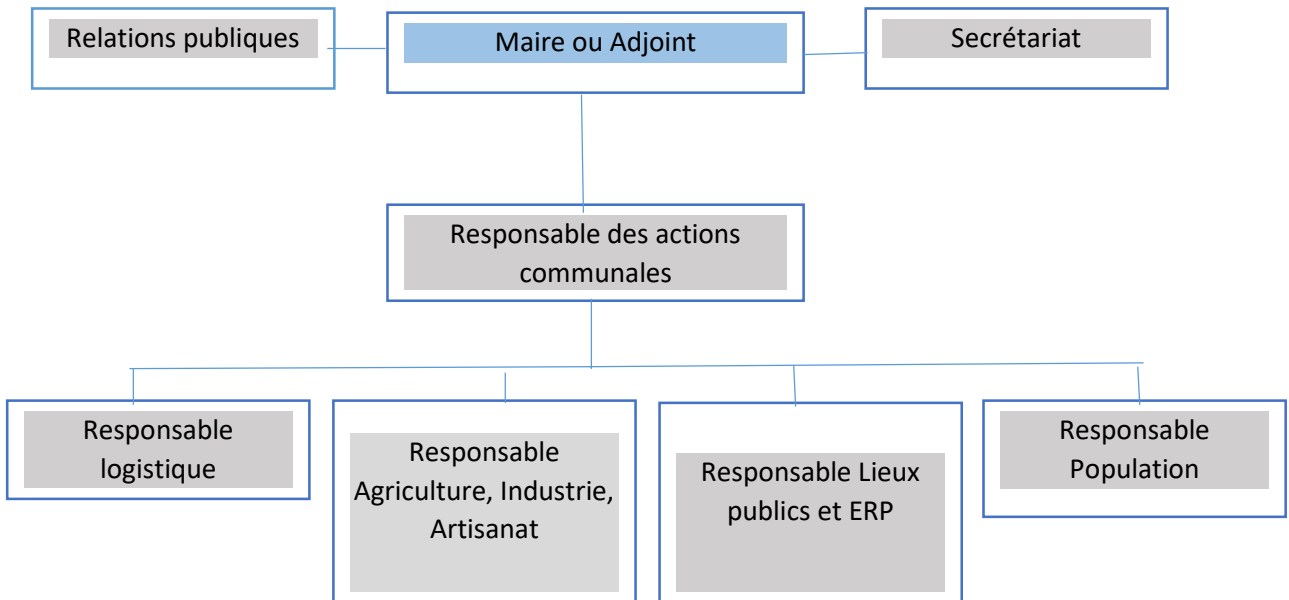 Relations publiques
Maire ou Adjoint
Secrétariat
Responsable des actions
communales
Responsable
logistique
Responsable
Agriculture, Industrie,
Artisanat
Responsable Lieux
publics et ERP
Responsable
Population